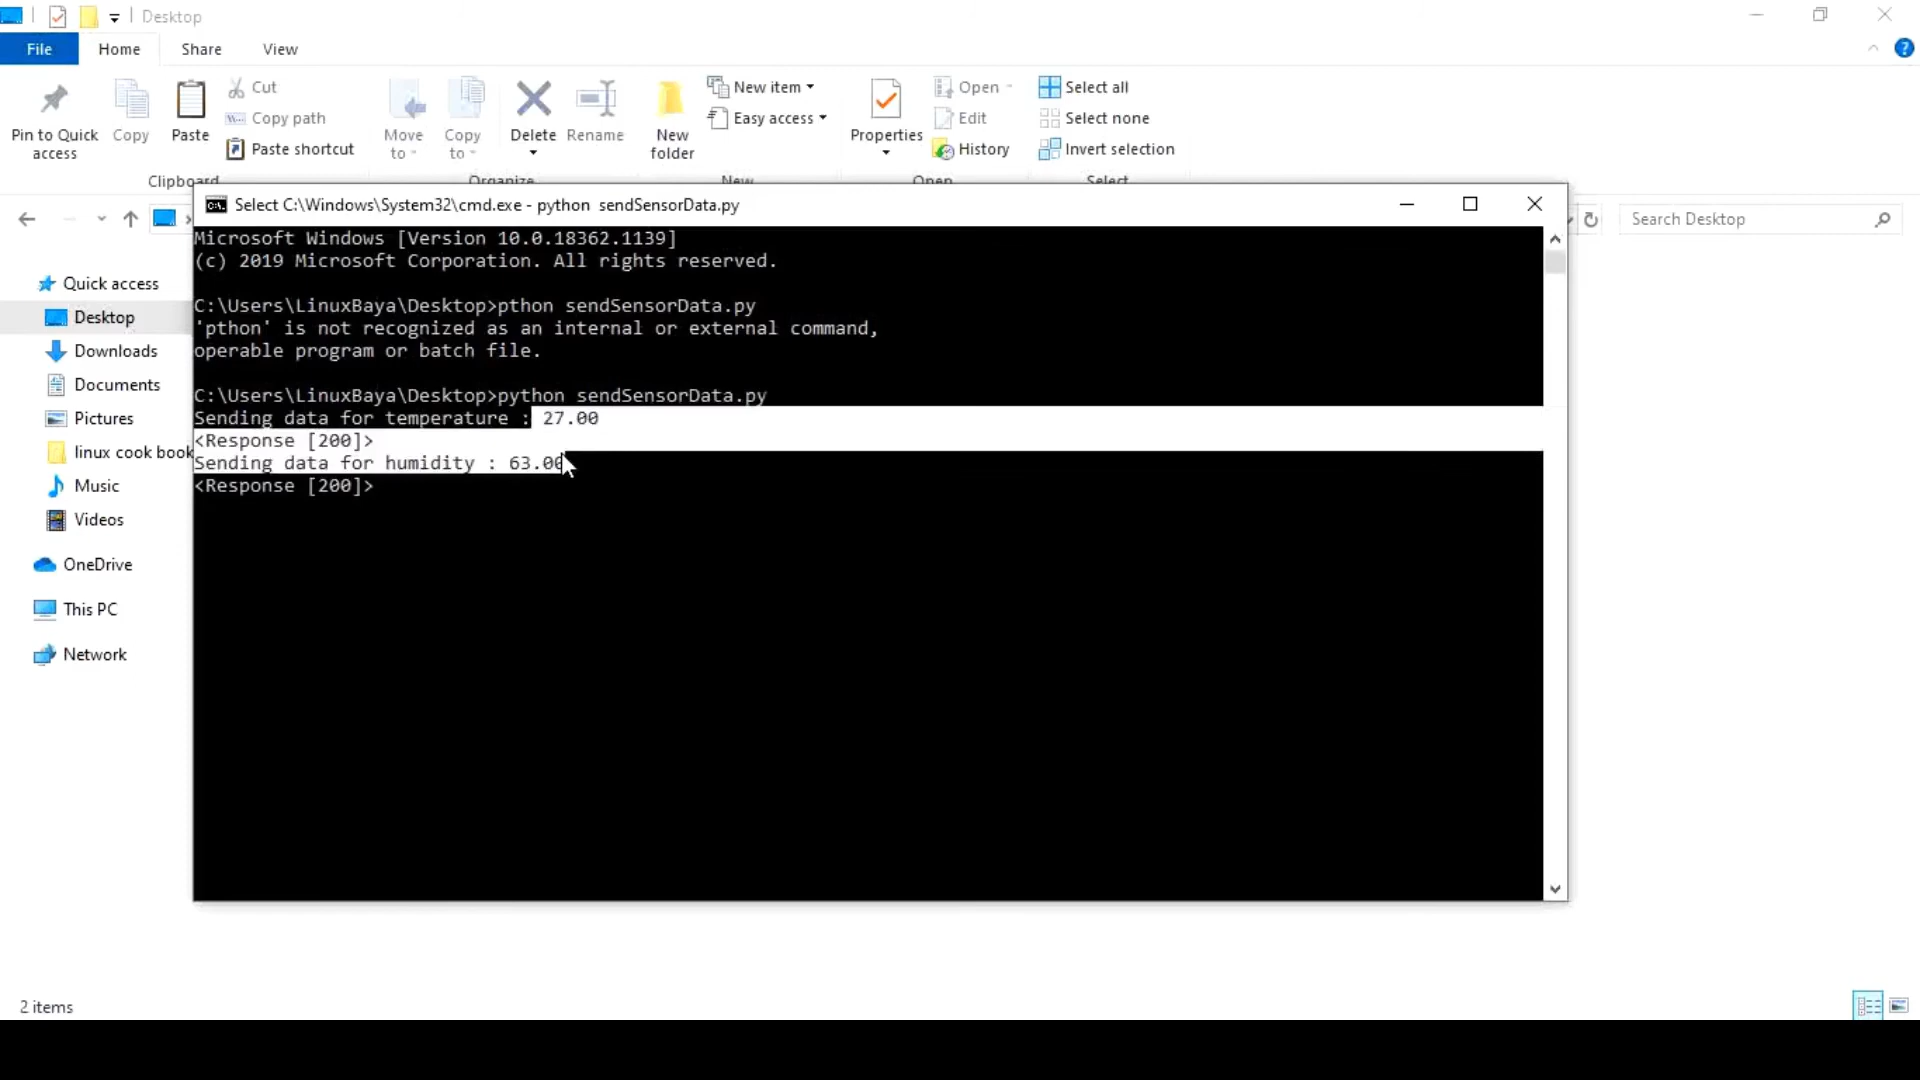 Desktop
File Home Share View
Pin to Quick access
Copy
Paste
Cut
Copy path
Paste shortcut
Move to
Copy to
Delete
Rename
New folder
New item
Easy access
Properties
Open
Edit
History
Select all
Select none
Invert selection
Clipboard Organize New Open Select
Select C:\Windows\System32\cmd.exe - python  sendSensorData.py
Search Desktop
Microsoft Windows [Version 10.0.18362.1139]
(c) 2019 Microsoft Corporation. All rights reserved.
C:\Users\LinuxBaya\Desktop>pthon sendSensorData.py
'pthon' is not recognized as an internal or external command,
operable program or batch file.
C:\Users\LinuxBaya\Desktop>python sendSensorData.py
Sending data for temperature : 27.00
<Response [200]>
Sending data for humidity : 63.00
<Response [200]>
Quick access
Desktop
Downloads
Documents
Pictures
linux cook book
Music
Videos
OneDrive
This PC
Network
2 items